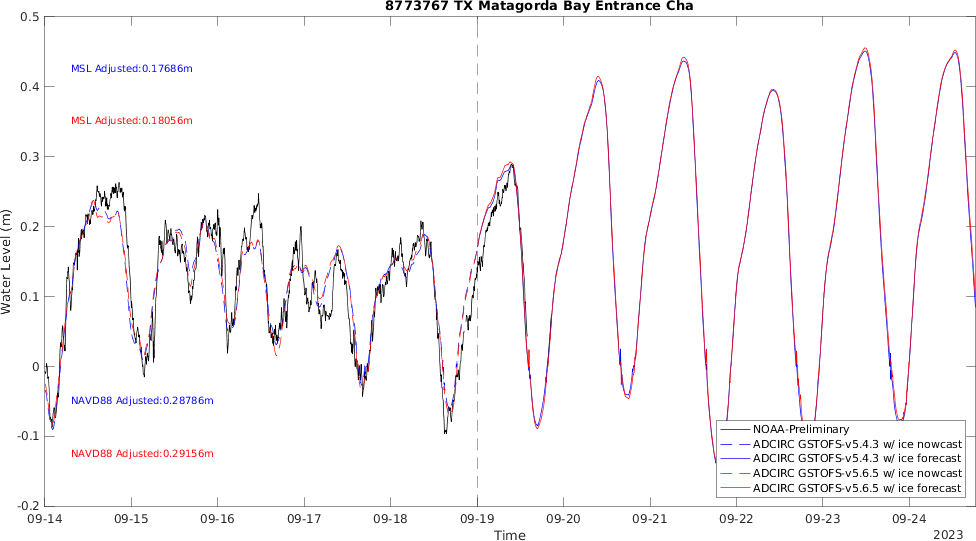 8773767 TX Matagorda Bay Entrance Cha
0.5
0.4
0.3
0.2
0.1
0
-0.1
-0.2
Water Level (m)
MSL Adjusted:0.17686m
MSL Adjusted:0.18056m
NAVD88 Adjusted:0.28786m
NAVD88 Adjusted:0.29156m
NOAA-Preliminary
ADCIRC GSTOFS-v5.4.3 w/ ice nowcast
ADCIRC GSTOFS-v5.4.3 w/ ice forecast
ADCIRC GSTOFS-v5.6.5 w/ ice nowcast
ADCIRC GSTOFS-v5.6.5 w/ ice forecast
09-14 09-15 09-16 09-17 09-18 09-19 09-20 09-21 09-22 09-23 09-24
Time
2023